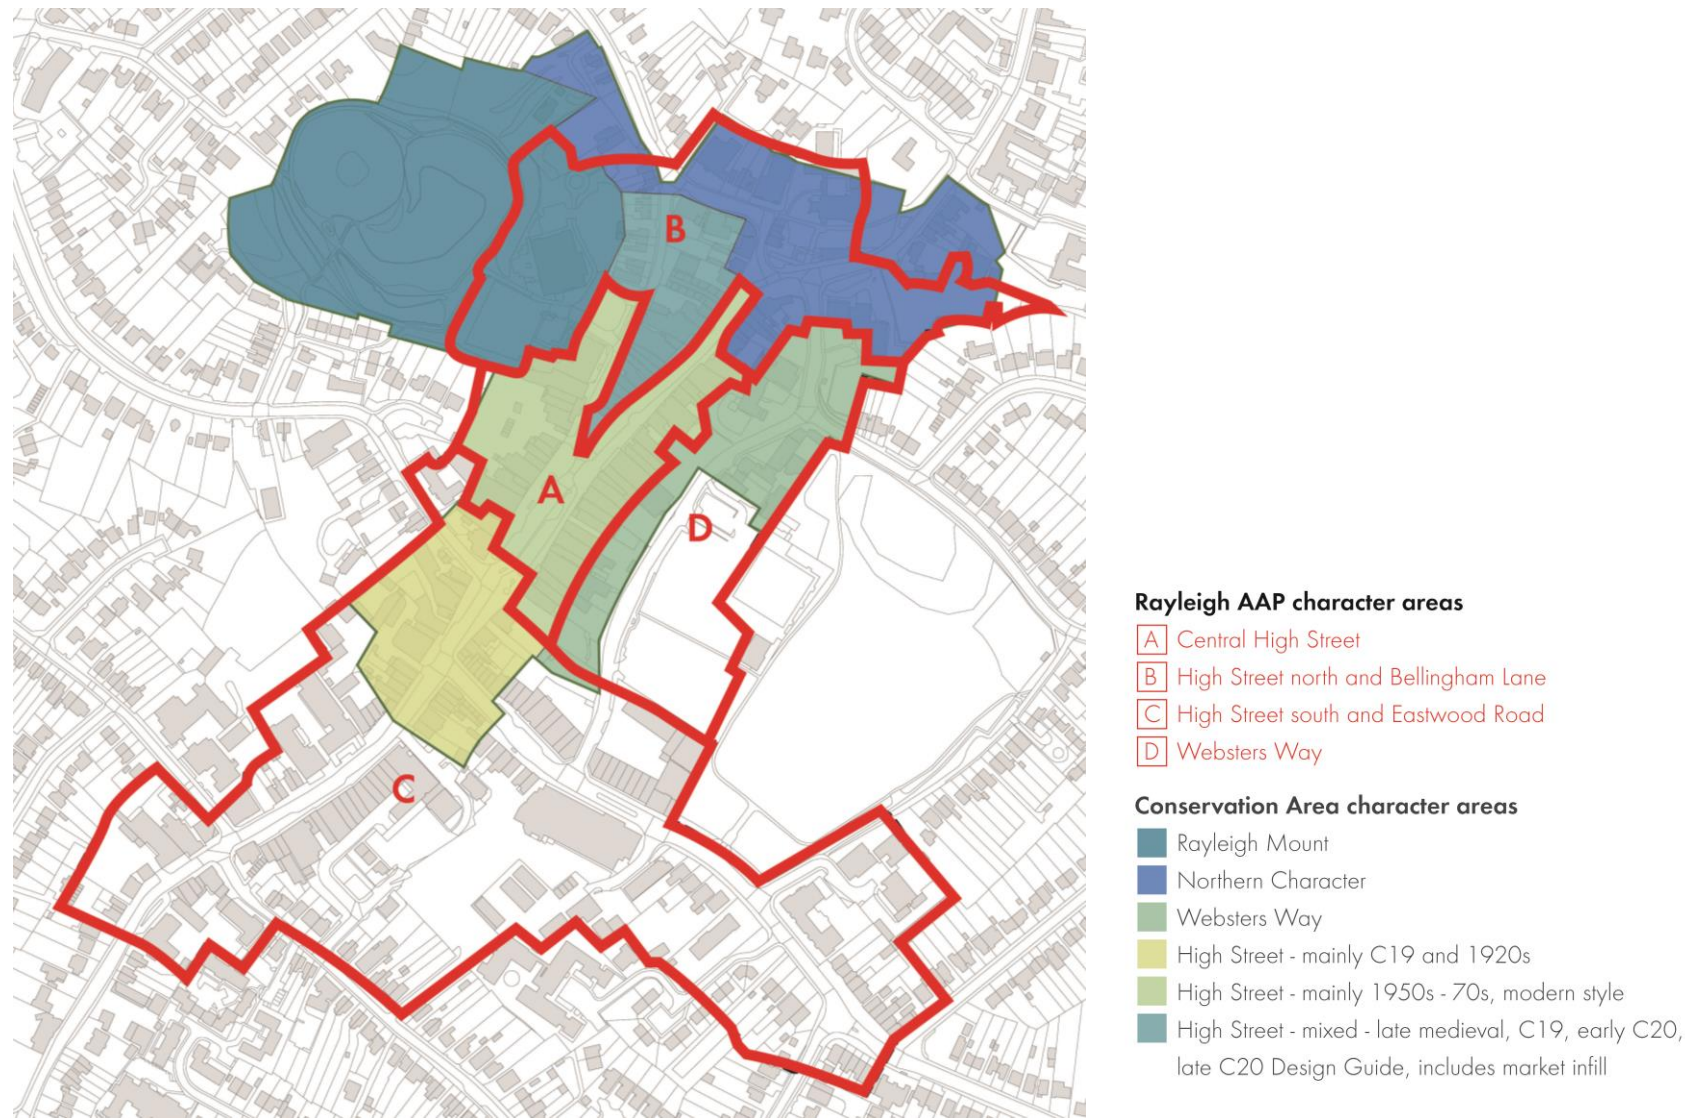 B
A
D
C
Rayleigh AAP character areas
A Central High Street
B High Street north and Bellingham Lane
C High Street south and Eastwood Road
D Websters Way
Conservation Area character areas
Rayleigh Mount
Northern Character
Websters Way
High Street - mainly C19 and 1920s
High Street - mainly 1950s - 70s, modern style
High Street - mixed - late medieval, C19, early C20,
late C20 Design Guide, includes market infill